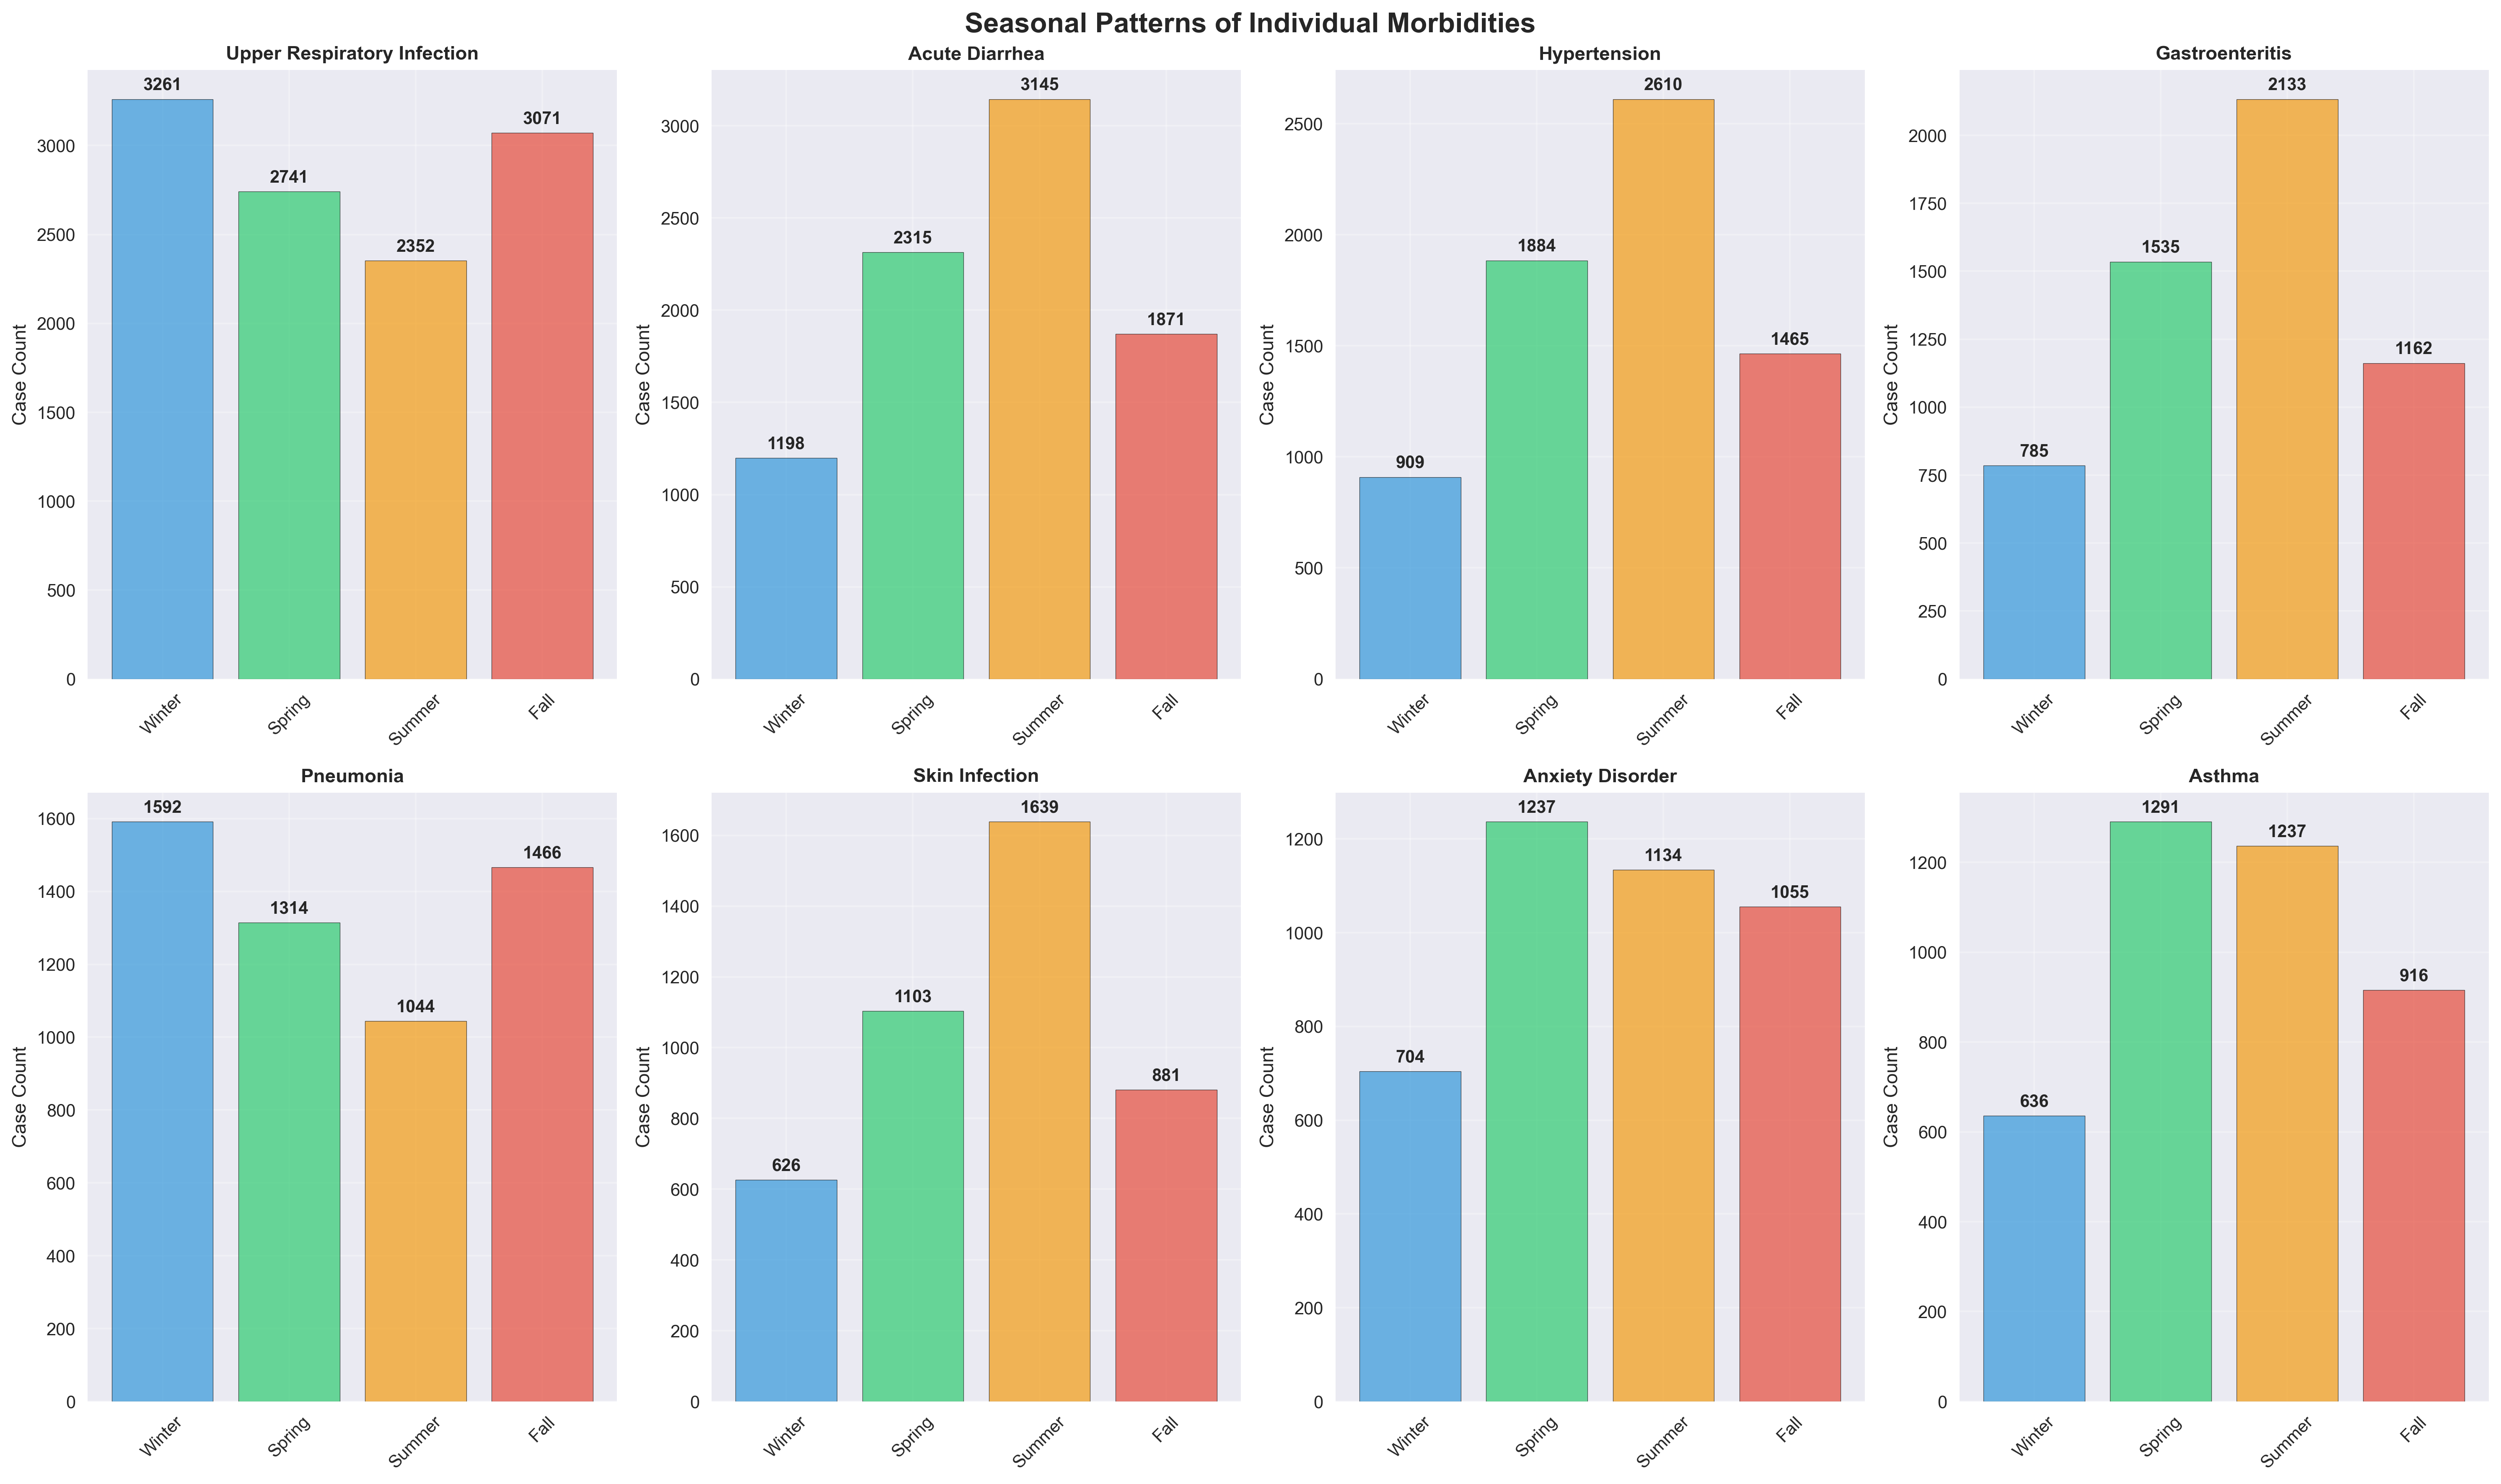 Seasonal Patterns of Individual Morbidities
Upper Respiratory Infection
Case Count
3000
2500
2000
1500
1000
500
0
3261
2741
2352
3071
Winter
Spring
Summer
Fall
Acute Diarrhea
Case Count
3000
2500
2000
1500
1000
500
0
1198
2315
3145
1871
Winter
Spring
Summer
Fall
Hypertension
Case Count
2500
2000
1500
1000
500
0
909
1884
2610
1465
Winter
Spring
Summer
Fall
Gastroenteritis
Case Count
2000
1750
1500
1250
1000
750
500
250
0
785
1535
2133
1162
Winter
Spring
Summer
Fall
Pneumonia
Case Count
1600
1400
1200
1000
800
600
400
200
0
1592
1314
1044
1466
Winter
Spring
Summer
Fall
Skin Infection
Case Count
1600
1400
1200
1000
800
600
400
200
0
626
1103
1639
881
Winter
Spring
Summer
Fall
Anxiety Disorder
Case Count
1200
1000
800
600
400
200
0
704
1237
1134
1055
Winter
Spring
Summer
Fall
Asthma
Case Count
1200
1000
800
600
400
200
0
636
1291
1237
916
Winter
Spring
Summer
Fall